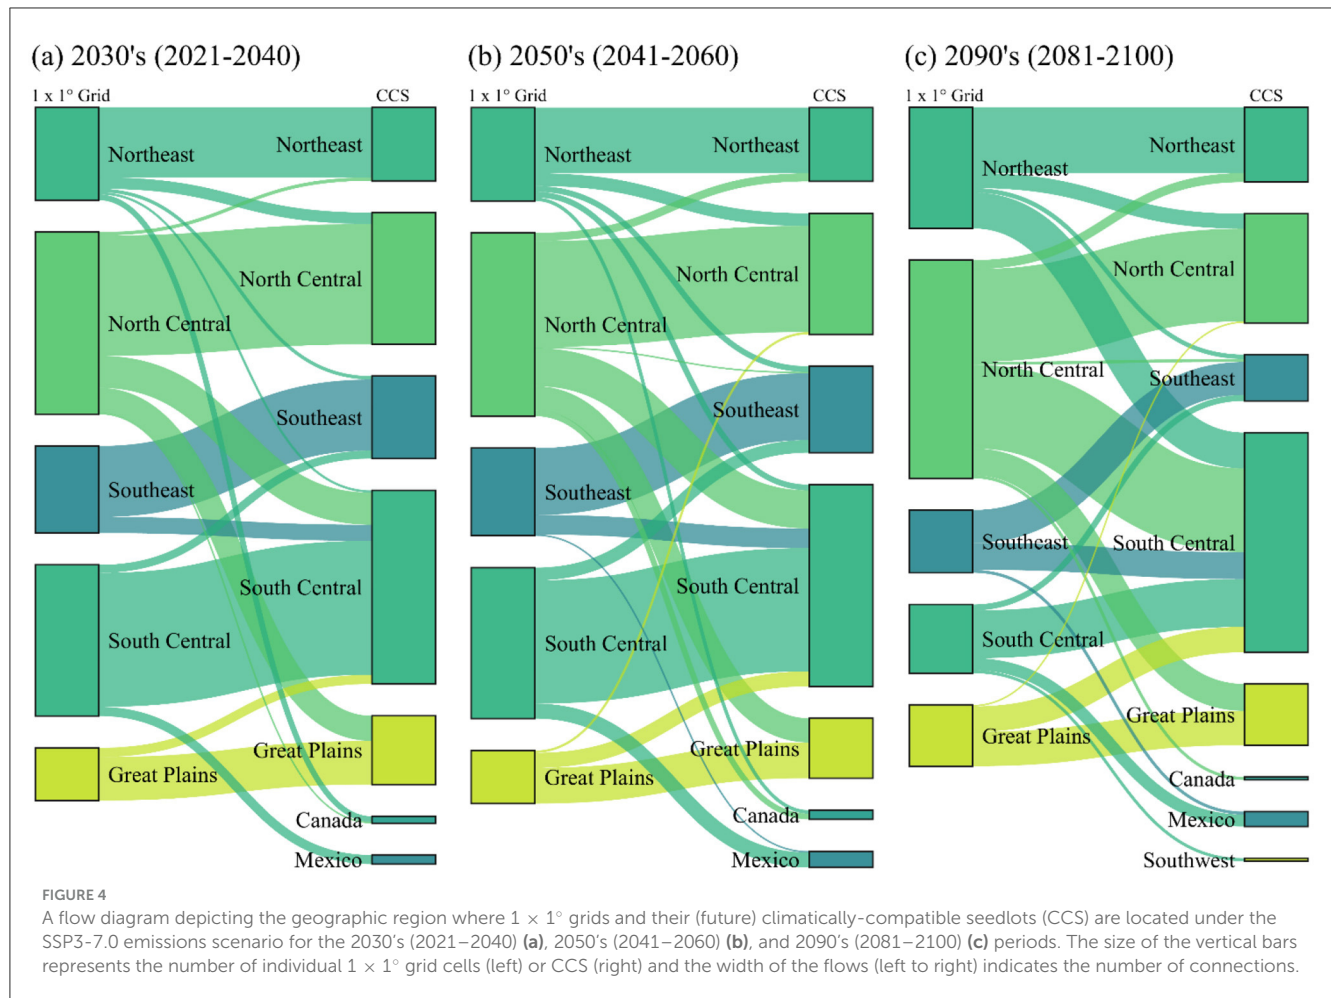 (a) 2030's (2021-2040)
1 x 1° Grid
CCS
Northeast
Northeast
North Central
North Central
Southeast
Southeast
South Central
South Central
Great Plains
Great Plains
Canada
Mexico
(b) 2050's (2041-2060)
1 x 1° Grid
CCS
Northeast
Northeast
North Central
North Central
Southeast
Southeast
South Central
South Central
Great Plains
Great Plains
Canada
Mexico
(c) 2090's (2081-2100)
1 x 1° Grid
CCS
Northeast
Northeast
North Central
North Central
Southeast
Southeast
South Central
South Central
Great Plains
Great Plains
Canada
Mexico
Southwest
FIGURE 4
A flow diagram depicting the geographic region where 1 × 1° grids and their (future) climatically-compatible seedlots (CCS) are located under the
SSP3-7.0 emissions scenario for the 2030's (2021–2040) (a), 2050's (2041–2060) (b), and 2090's (2081–2100) (c) periods. The size of the vertical bars
represents the number of individual 1 × 1° grid cells (left) or CCS (right) and the width of the flows (left to right) indicates the number of connections.